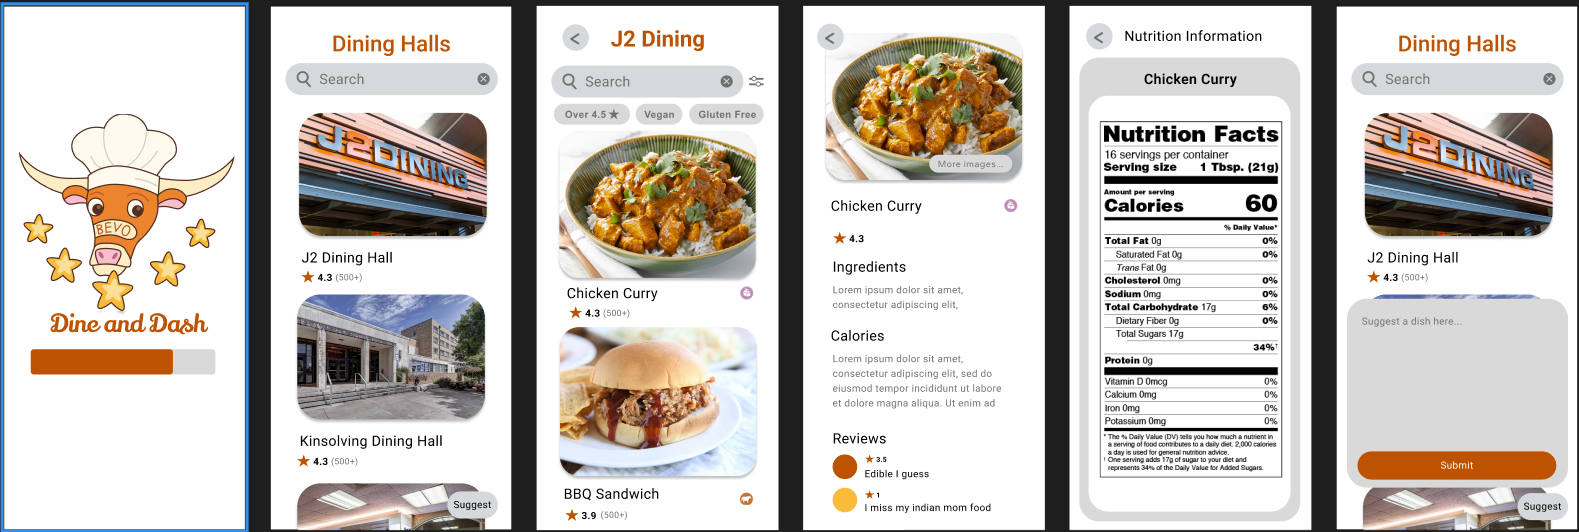 BEVO
Dine and Dash
Dining Halls
Search
J2 DINING
J2 Dining Hall
4.3 (500+)
Kinsolving Dining Hall
4.3 (500+)
Suggest
<
J2 Dining
Search
Over 4.5 ★
Vegan
Gluten Free
Chicken Curry
4.3 (500+)
BBQ Sandwich
3.9 (500+)
<
More images...
Chicken Curry
4.3
Ingredients
Lorem ipsum dolor sit amet,
consectetur adipiscing elit,
Calories
Lorem ipsum dolor sit amet,
consectetur adipiscing elit, sed do
eiusmod tempor incididunt ut labore
et dolore magna aliqua. Ut enim ad
Reviews
3.5
Edible I guess
1
I miss my indian mom food
<
Nutrition Information
Chicken Curry
Nutrition Facts
16 servings per container
Serving size 1 Tbsp. (21g)
Amount per serving
Calories 60
% Daily Value*
Total Fat 0g 0%
Saturated Fat 0g 0%
Trans Fat 0g
Cholesterol 0mg 0%
Sodium 0mg 0%
Total Carbohydrate 17g 6%
Dietary Fiber 0g 0%
Total Sugars 17g
34%†
Protein 0g
Vitamin D 0mcg 0%
Calcium 0mg 0%
Iron 0mg 0%
Potassium 0mg 0%
* The % Daily Value (DV) tells you how much a nutrient in
a serving of food contributes to a daily diet. 2,000 calories
a day is used for general nutrition advice.
† One serving adds 17g of sugar to your diet and
represents 34% of the Daily Value for Added Sugars.
Dining Halls
Search
J2 DINING
J2 Dining Hall
4.3 (500+)
Suggest a dish here...
Submit
Suggest